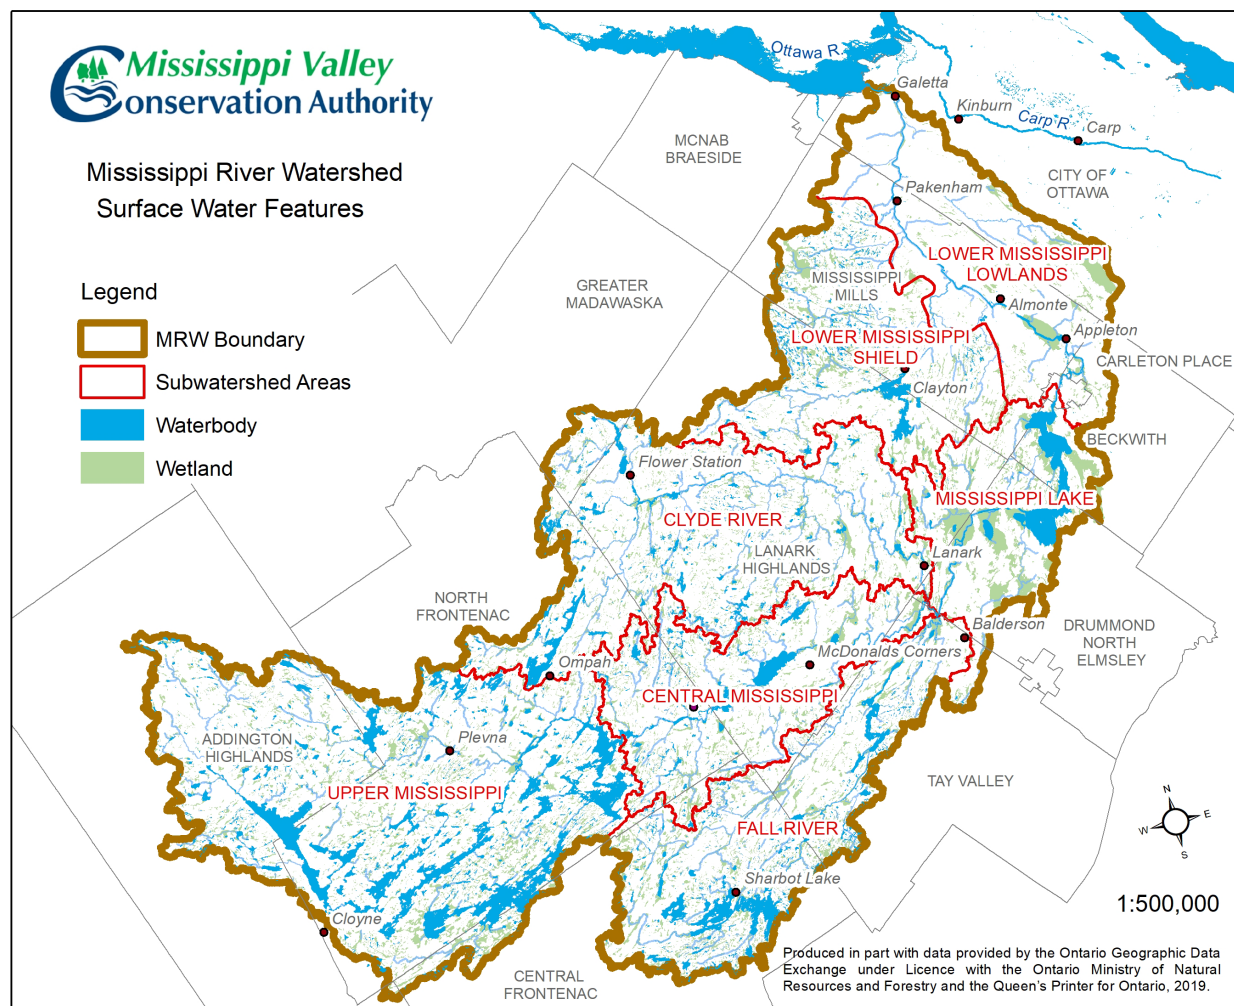 Mississippi Valley
Conservation Authority
Mississippi River Watershed
Surface Water Features
Legend
MRW Boundary
Subwatershed Areas
Waterbody
Wetland
Ottawa R.
Galetta
Kinburn
Carp R
Carp
MCNAB
BRAESIDE
CITY OF
OTTAWA
Pakenham
LOWER MISSISSIPPI
LOWLANDS
MISSISSIPPI
MILLS
GREATER
MADAWASKA
Almonte
Appleton
LOWER MISSISSIPPI
SHIELD
CARLETON PLACE
Clayton
BECKWITH
Flower Station
MISSISSIPPI LAKE
CLYDE RIVER
LANARK
HIGHLANDS
Lanark
NORTH
FRONTENAC
Balderson
DRUMMOND
NORTH
ELMSLEY
McDonalds Corners
Ompah
CENTRAL MISSISSIPPI
ADDINGTON
HIGHLANDS
Plevna
TAY VALLEY
UPPER MISSISSIPPI
FALL RIVER
N
W
E
S
Sharbot Lake
Cloyne
CENTRAL
FRONTENAC
1:500,000
Produced in part with data provided by the Ontario Geographic Data
Exchange under Licence with the Ontario Ministry of Natural
Resources and Forestry and the Queen's Printer for Ontario, 2019.